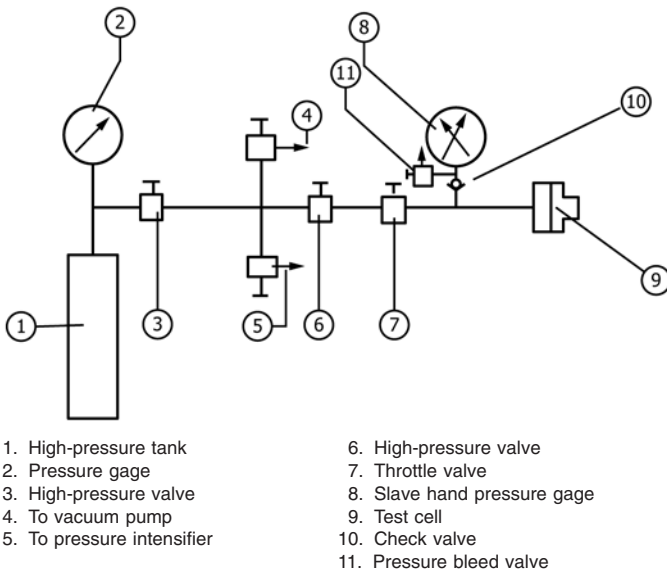 2
8
11
4
10
1
3
5
6
7
9
1. High-pressure tank
2. Pressure gage
3. High-pressure valve
4. To vacuum pump
5. To pressure intensifier
6. High-pressure valve
7. Throttle valve
8. Slave hand pressure gage
9. Test cell
10. Check valve
11. Pressure bleed valve